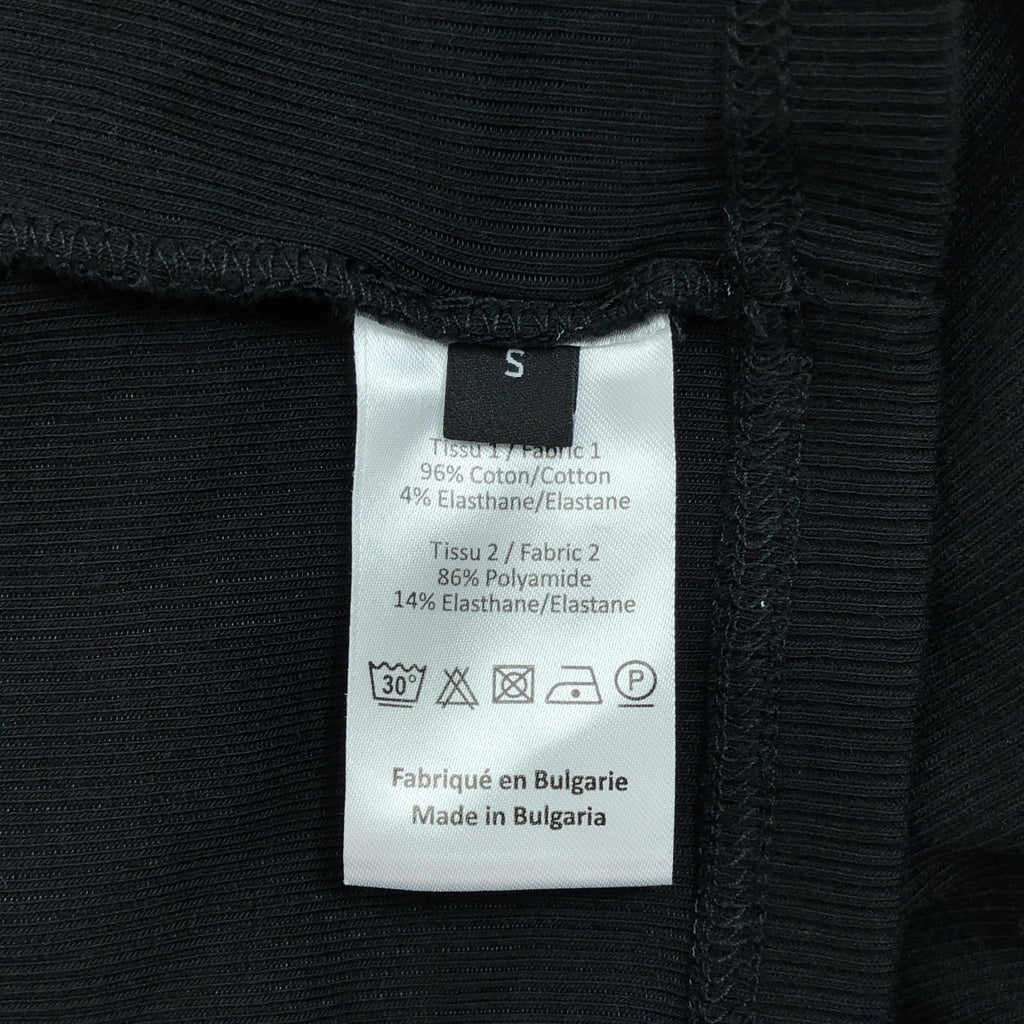 S
Tissu 1 / Fabric 1
96% Coton/Cotton
4% Elasthane/Elastane
Tissu 2 / Fabric 2
86% Polyamide
14% Elasthane/Elastane
30°
P
Fabriqué en Bulgarie
Made in Bulgaria